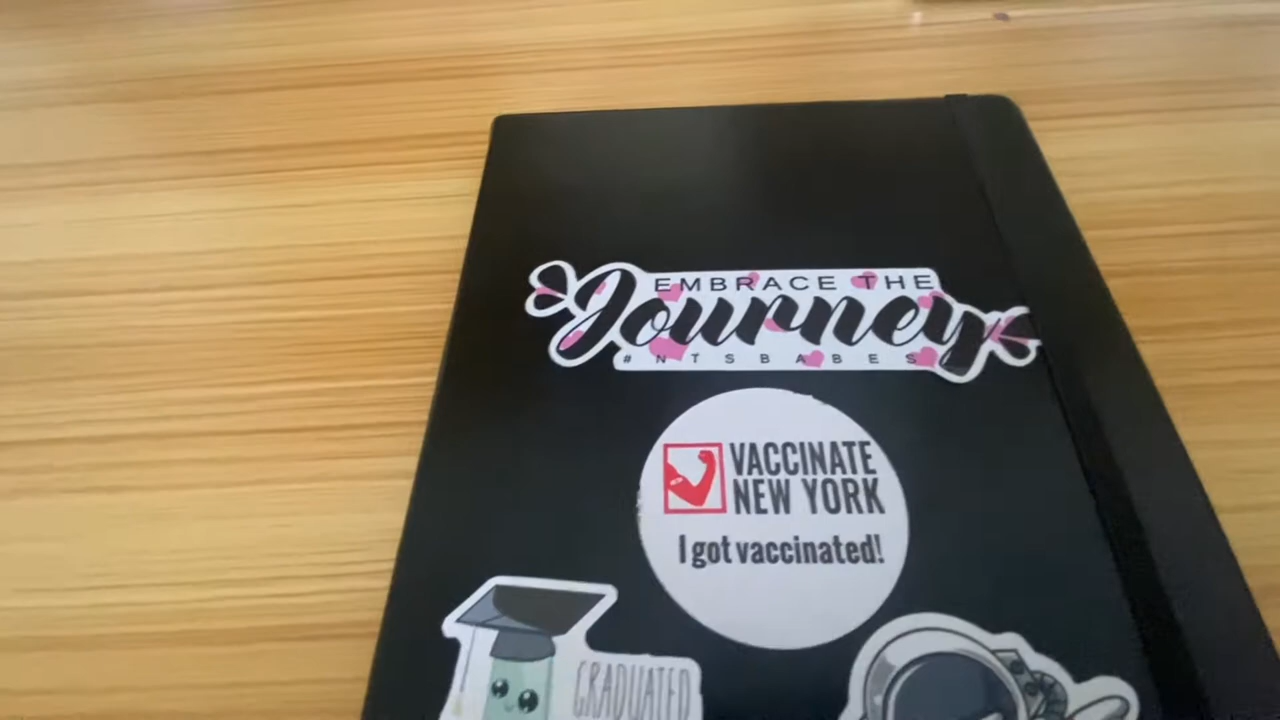 EMBRACE THE
Journey
#NTSBABES
VACCINATE
NEW YORK
I got vaccinated!
GRADUATED